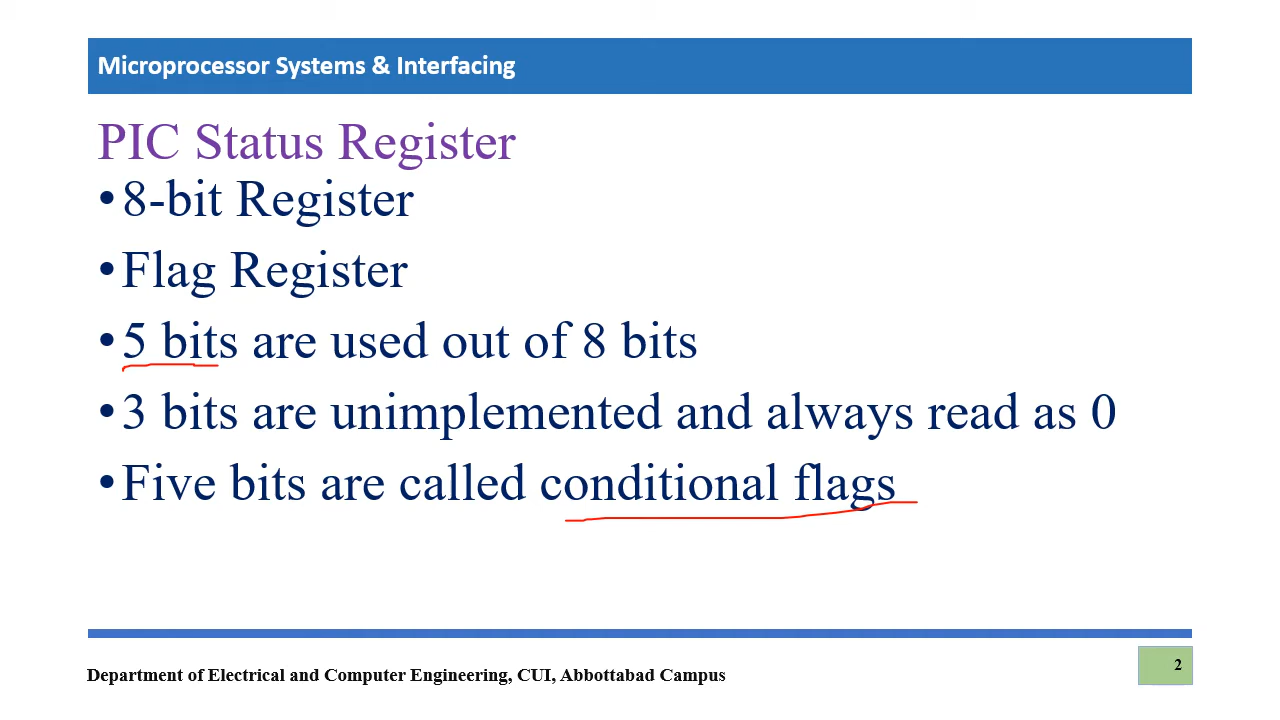 Microprocessor Systems & Interfacing
PIC Status Register
•8-bit Register
•Flag Register
•5 bits are used out of 8 bits
•3 bits are unimplemented and always read as 0
•Five bits are called conditional flags
Department of Electrical and Computer Engineering, CUI, Abbottabad Campus
2